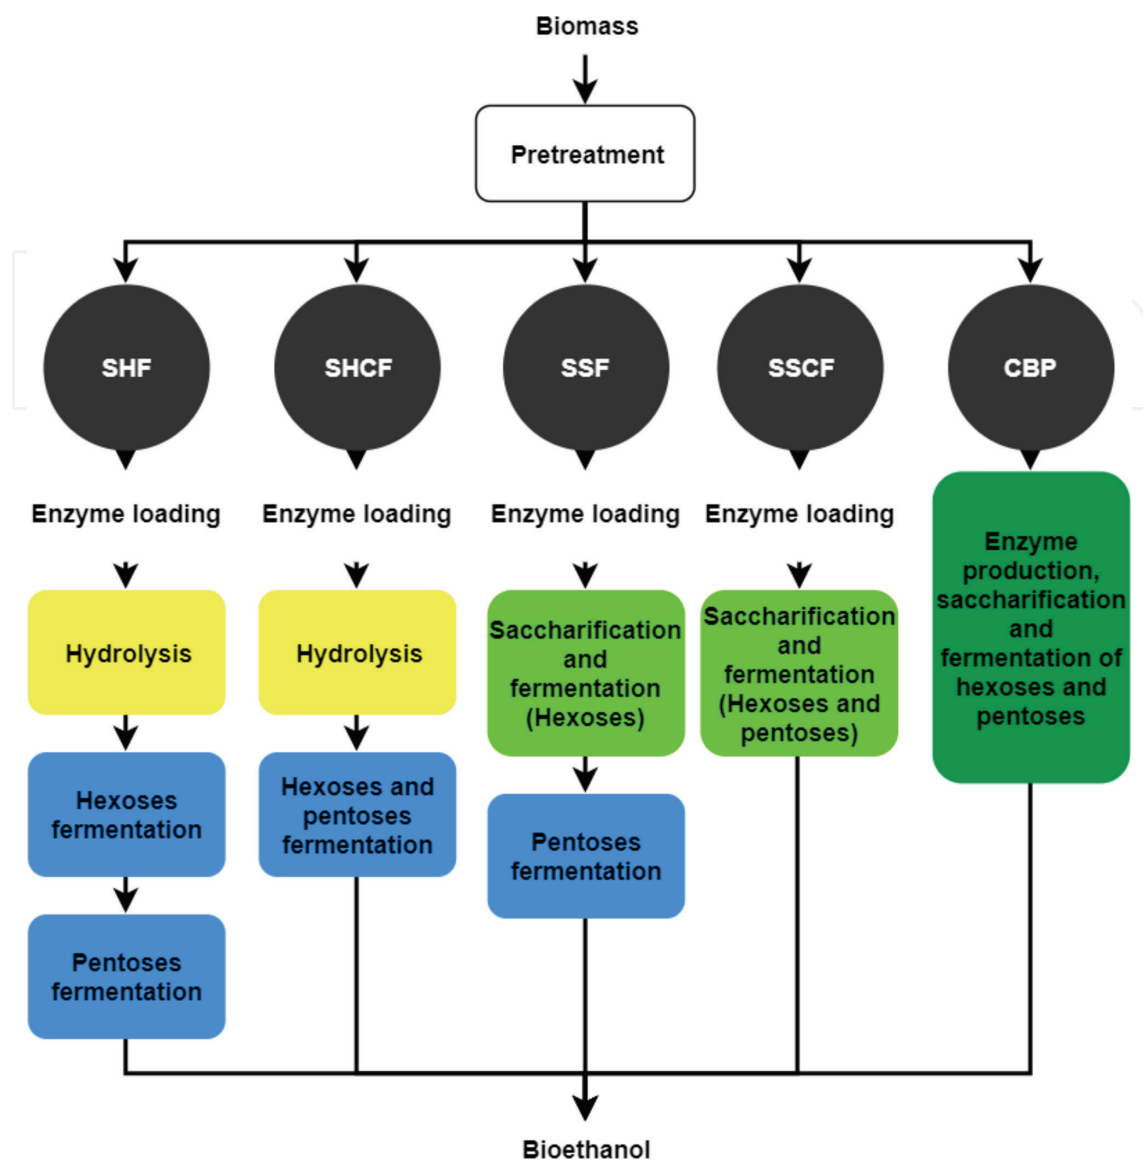 Biomass
Pretreatment
SHF
SHCF
SSF
SSCF
CBP
Enzyme loading
Enzyme loading
Enzyme loading
Enzyme loading
Enzyme
production,
saccharification
and
fermentation of
hexoses and
pentoses
Hydrolysis
Hydrolysis
Saccharification
and
fermentation
(Hexoses)
Saccharification
and
fermentation
(Hexoses and
pentoses)
Hexoses
fermentation
Hexoses and
pentoses
fermentation
Pentoses
fermentation
Pentoses
fermentation
Bioethanol